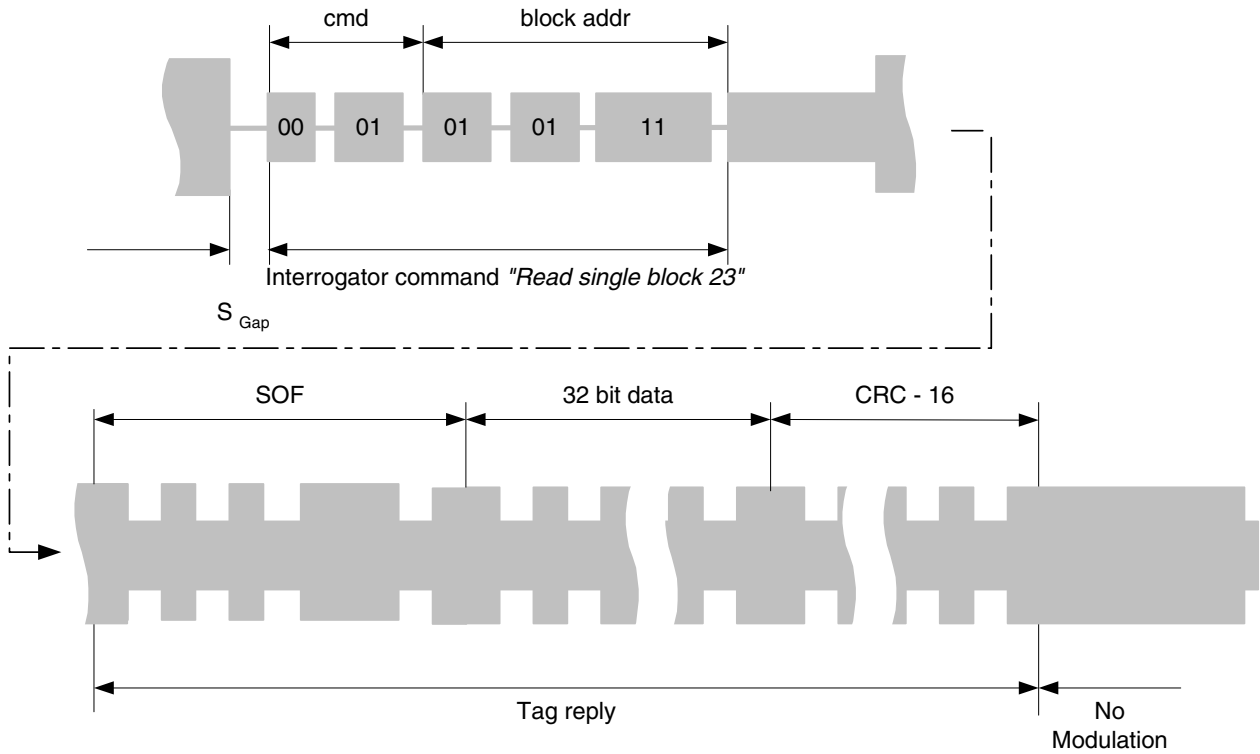 cmd
block addr
00 01 01 01 11
Interrogator command "Read single block 23"
S Gap
SOF
32 bit data
CRC - 16
Tag reply
No
Modulation